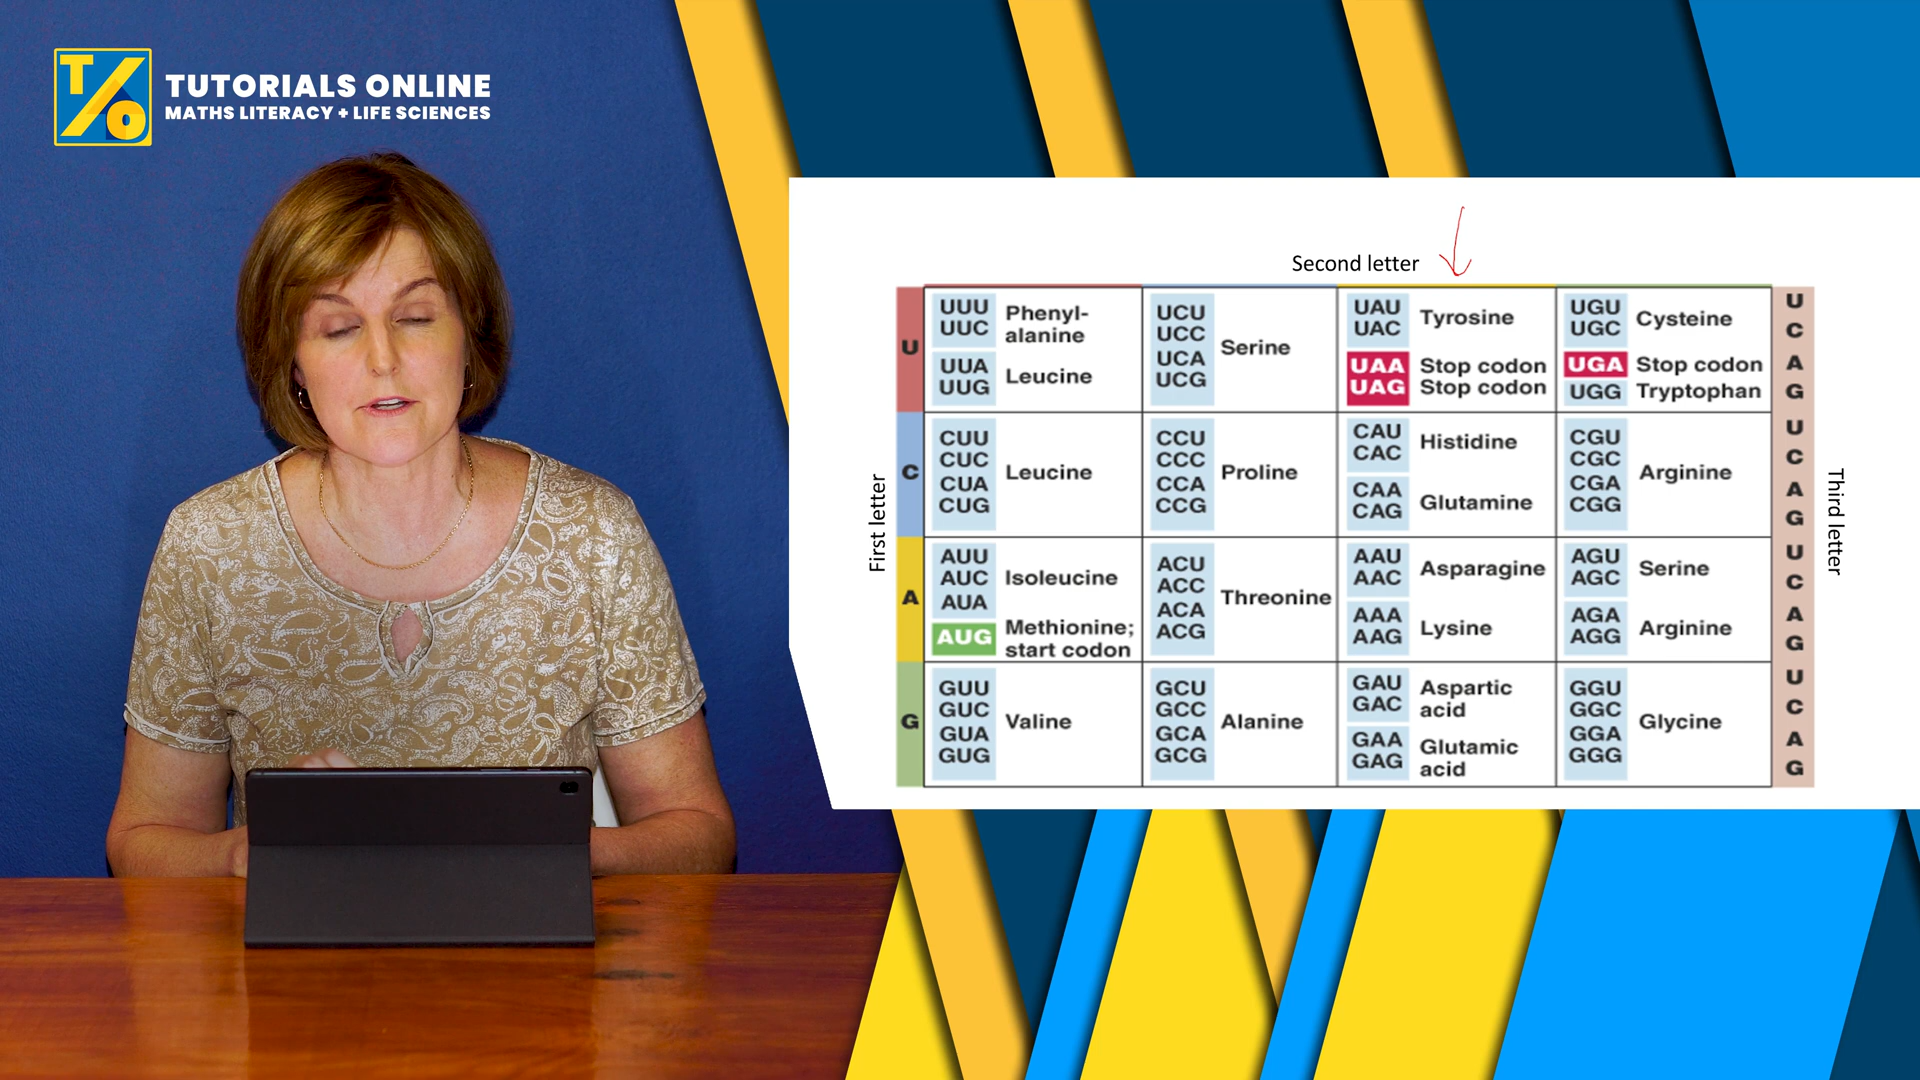 T/o
TUTORIALS ONLINE
MATHS LITERACY + LIFE SCIENCES
Second letter
First letter
Third letter
U
UUU
UUC
Phenyl-
alanine
UUA
UUG
Leucine
UCU
UCC
UCA
UCG
Serine
UAU
UAC
Tyrosine
UAA Stop codon
UAG Stop codon
UGU
UGC
Cysteine
UGA Stop codon
UGG Tryptophan
U
C
A
G
C
CUU
CUC
CUA
CUG
Leucine
CCU
CCC
CCA
CCG
Proline
CAU
CAC
Histidine
CAA
CAG
Glutamine
CGU
CGC
CGA
CGG
Arginine
U
C
A
G
A
AUU
AUC
AUA
Isoleucine
AUG
Methionine;
start codon
ACU
ACC
ACA
ACG
Threonine
AAU
AAC
Asparagine
AAA
AAG
Lysine
AGU
AGC
Serine
AGA
AGG
Arginine
U
C
A
G
G
GUU
GUC
GUA
GUG
Valine
GCU
GCC
GCA
GCG
Alanine
GAU
GAC
Aspartic
acid
GAA
GAG
Glutamic
acid
GGU
GGC
GGA
GGG
Glycine
U
C
A
G